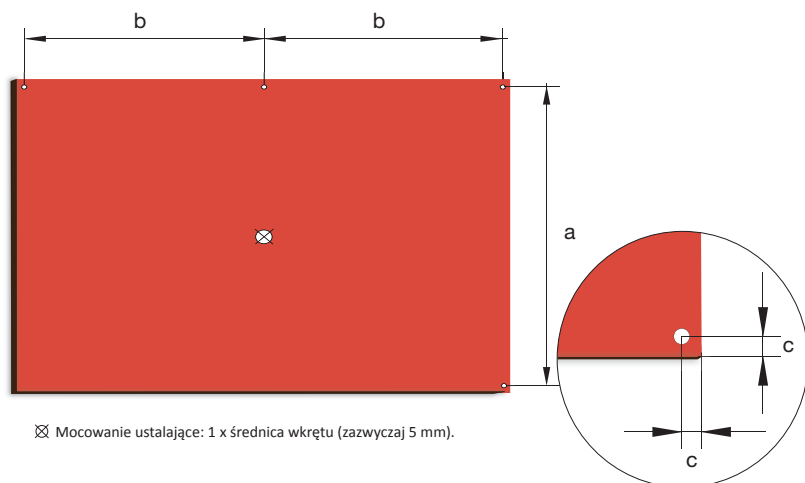 b b
a
c
c
Mocowanie ustalające: 1 x średnica wkrętu (zazwyczaj 5 mm).